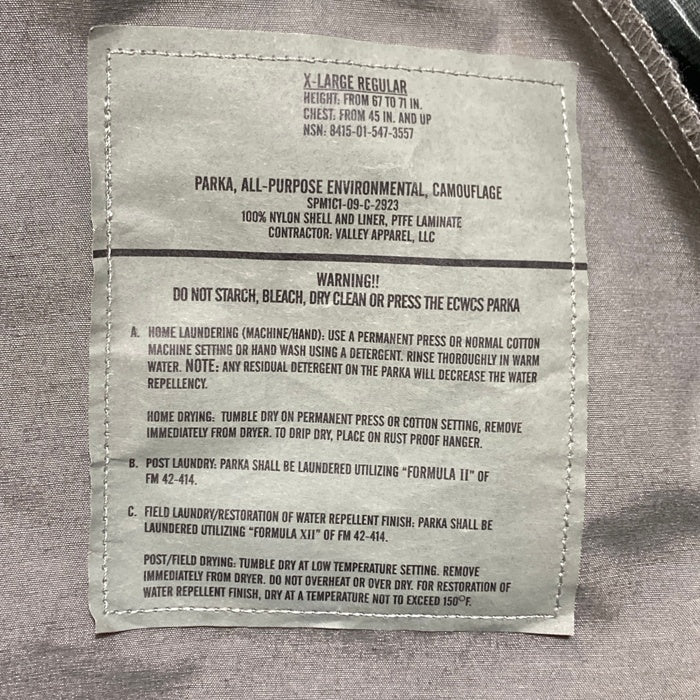 X-LARGE REGULAR
HEIGHT: FROM 67 TO 71 IN.
CHEST: FROM 45 IN. AND UP
NSN: 8415-01-547-3557
PARKA, ALL-PURPOSE ENVIRONMENTAL, CAMOUFLAGE
SPM1C1-09-C-2923
100% NYLON SHELL AND LINER, PTFE LAMINATE
CONTRACTOR: VALLEY APPAREL, LLC
WARNING!!
DO NOT STARCH, BLEACH, DRY CLEAN OR PRESS THE ECWCS PARKA
A. HOME LAUNDERING (MACHINE/HAND): USE A PERMANENT PRESS OR NORMAL COTTON
MACHINE SETTING OR HAND WASH USING A DETERGENT. RINSE THOROUGHLY IN WARM
WATER. NOTE: ANY RESIDUAL DETERGENT ON THE PARKA WILL DECREASE THE WATER
REPELLENCY.
HOME DRYING: TUMBLE DRY ON PERMANENT PRESS OR COTTON SETTING, REMOVE
IMMEDIATELY FROM DRYER. TO DRIP DRY, PLACE ON RUST PROOF HANGER.
B. POST LAUNDRY: PARKA SHALL BE LAUNDERED UTILIZING "FORMULA II" OF
FM 42-414.
C. FIELD LAUNDRY/RESTORATION OF WATER REPELLENT FINISH: PARKA SHALL BE
LAUNDERED UTILIZING "FORMULA XII" OF FM 42-414.
POST/FIELD DRYING: TUMBLE DRY AT LOW TEMPERATURE SETTING. REMOVE
IMMEDIATELY FROM DRYER. DO NOT OVERHEAT OR OVER DRY. FOR RESTORATION OF
WATER REPELLENT FINISH, DRY AT A TEMPERATURE NOT TO EXCEED 150°F.